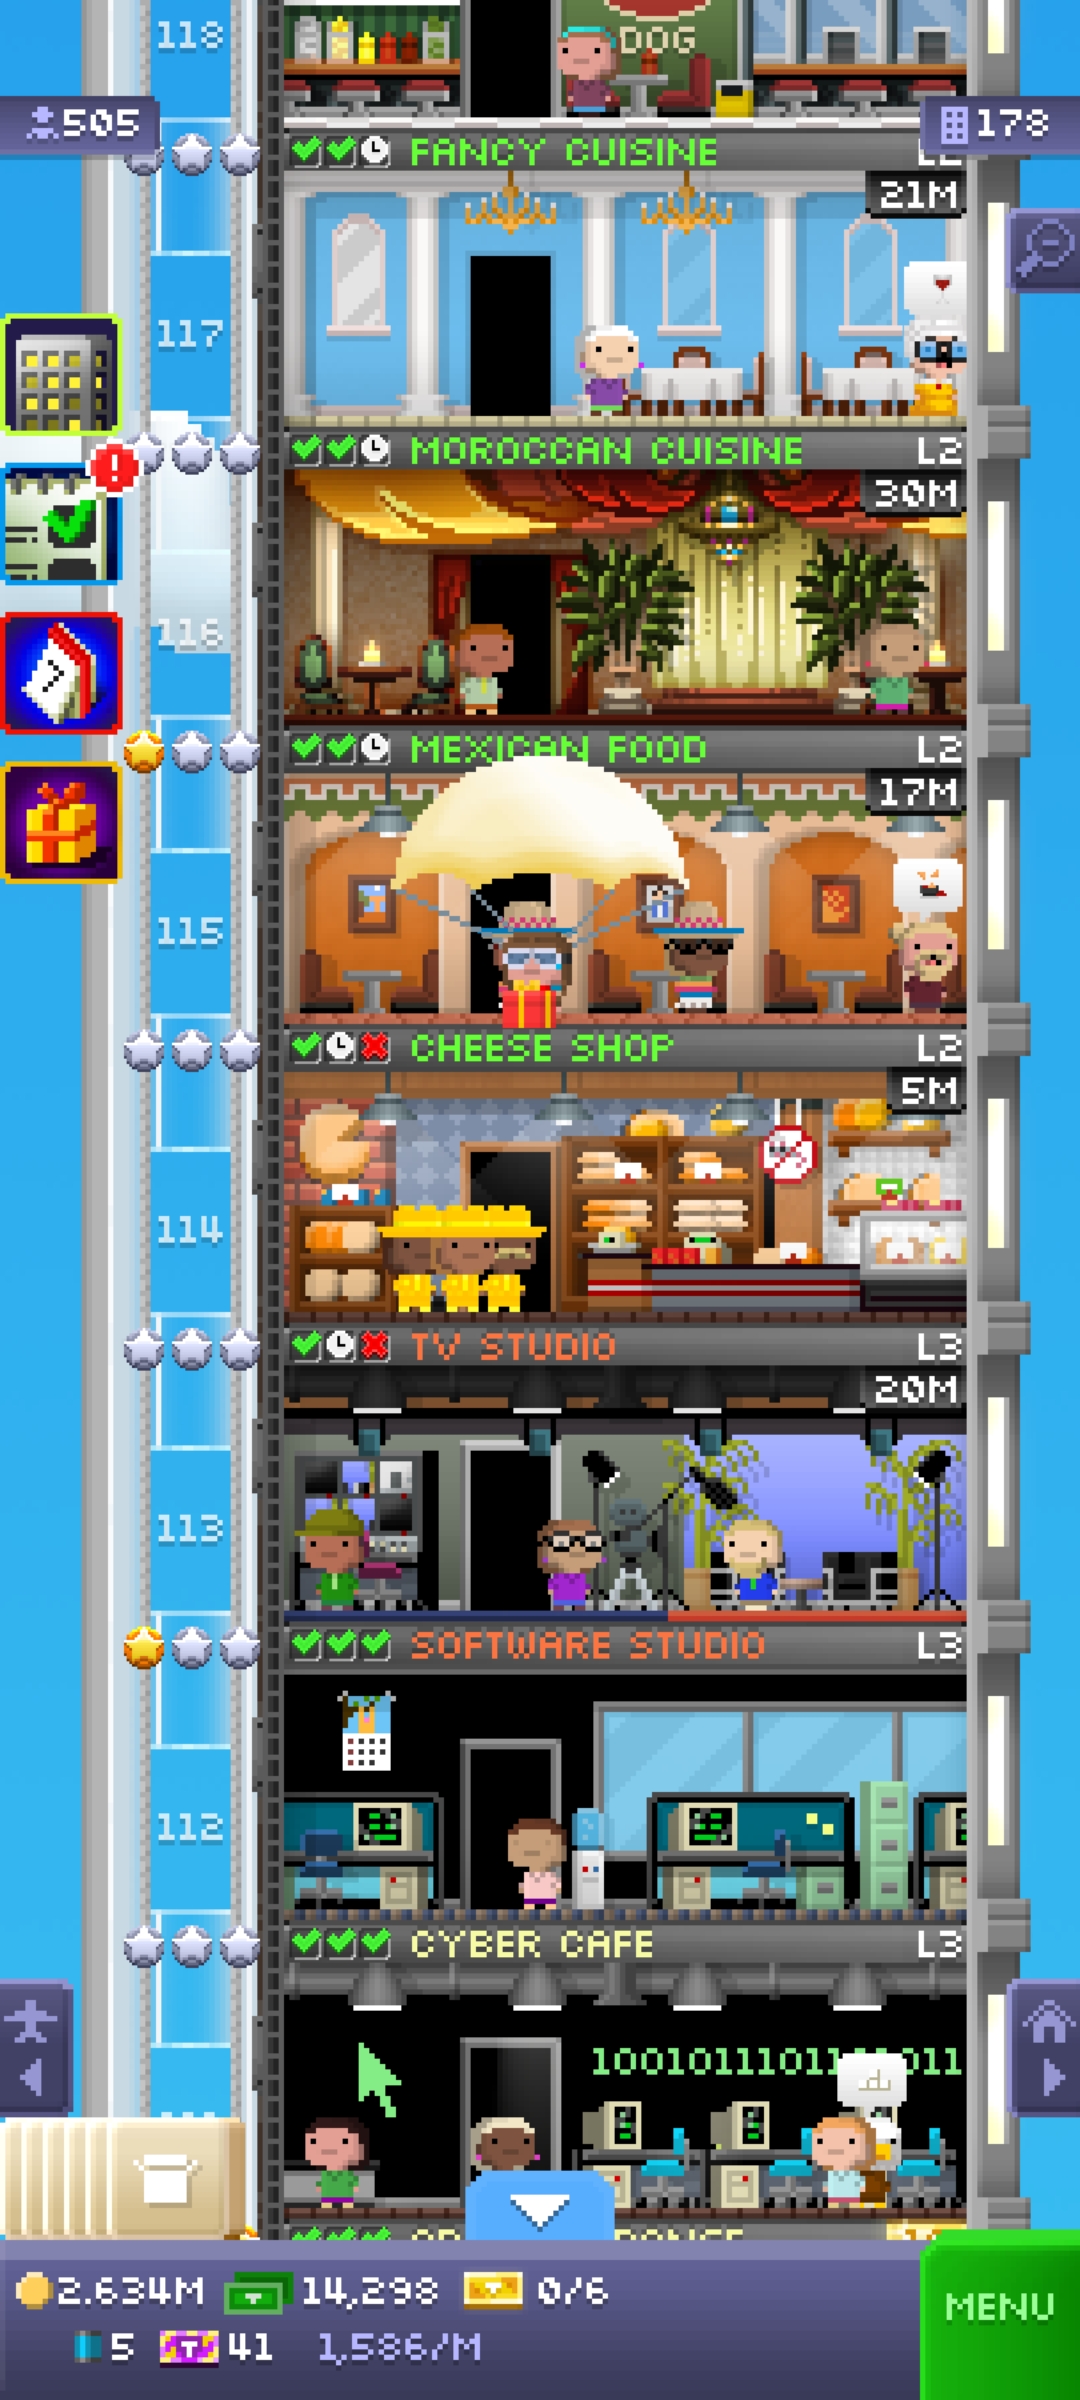 118
DOG
505
178
FANCY CUISINE
21M
117
MOROCCAN CUISINE L2
30M
116
MEXICAN FOOD L2
17M
115
CHEESE SHOP L2
5M
114
TV STUDIO L3
20M
113
SOFTWARE STUDIO L3
112
CYBER CAFE L3
2.634M 14,298 0/6
5 41 1,586/M
MENU